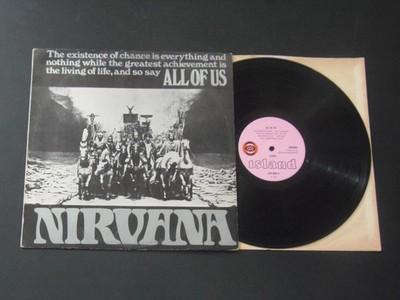 The existence of chance is everything and
nothing while the greatest achievement is
the living of life, and so say ALL OF US
NIRVANA
island